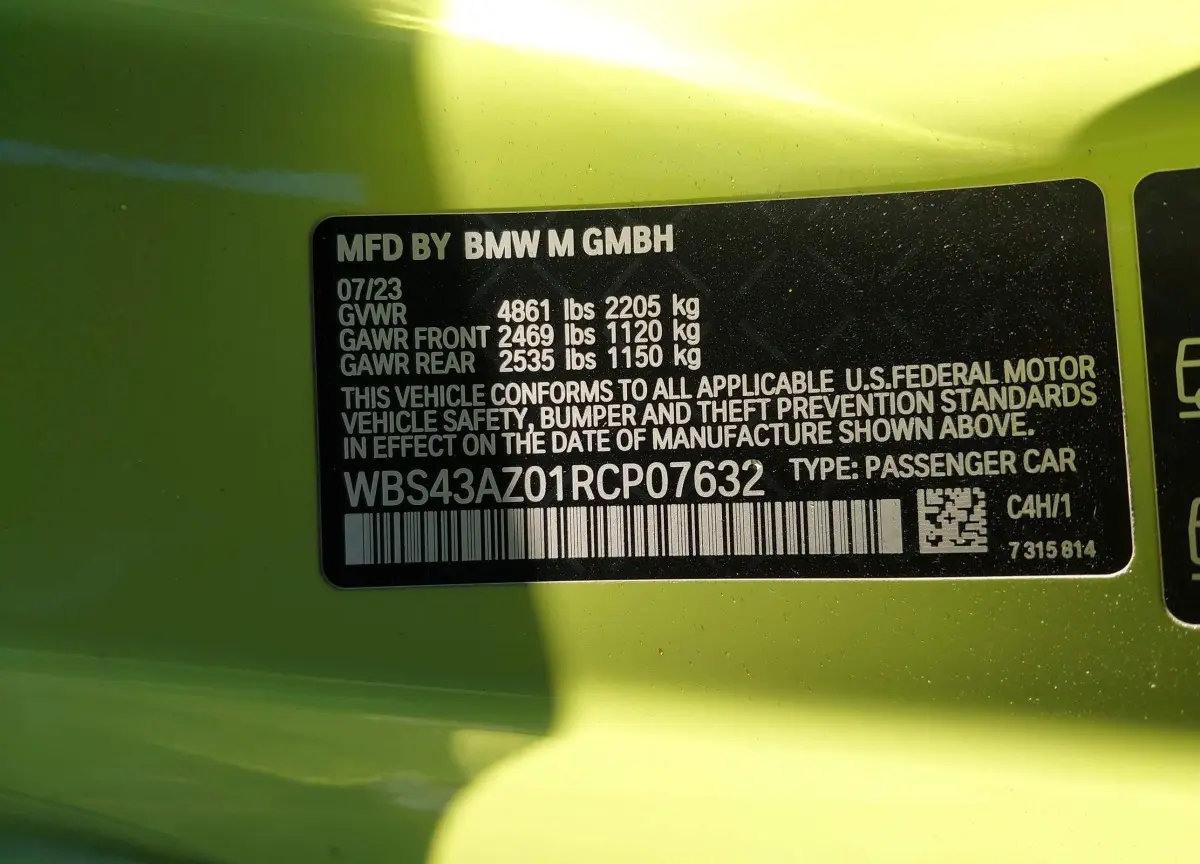 MFD BY BMW M GMBH
07/23
GVWR 4861 lbs 2205 kg
GAWR FRONT 2469 lbs 1120 kg
GAWR REAR 2535 lbs 1150 kg
THIS VEHICLE CONFORMS TO ALL APPLICABLE U.S.FEDERAL MOTOR
VEHICLE SAFETY, BUMPER AND THEFT PREVENTION STANDARDS
IN EFFECT ON THE DATE OF MANUFACTURE SHOWN ABOVE.
WBS43AZ01RCP07632 TYPE: PASSENGER CAR
C4H/1
7 315 814